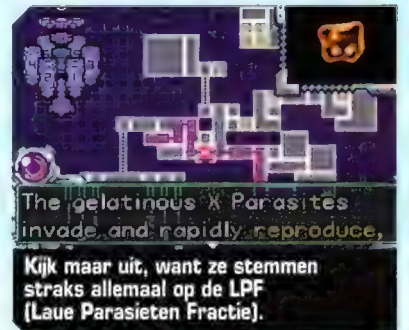 The gelatinous X Parasites
invade and rapidly reproduce,
Kijk maar uit, want ze stemmen
straks allemaal op de LPF
(Laue Parasieten Fractie).